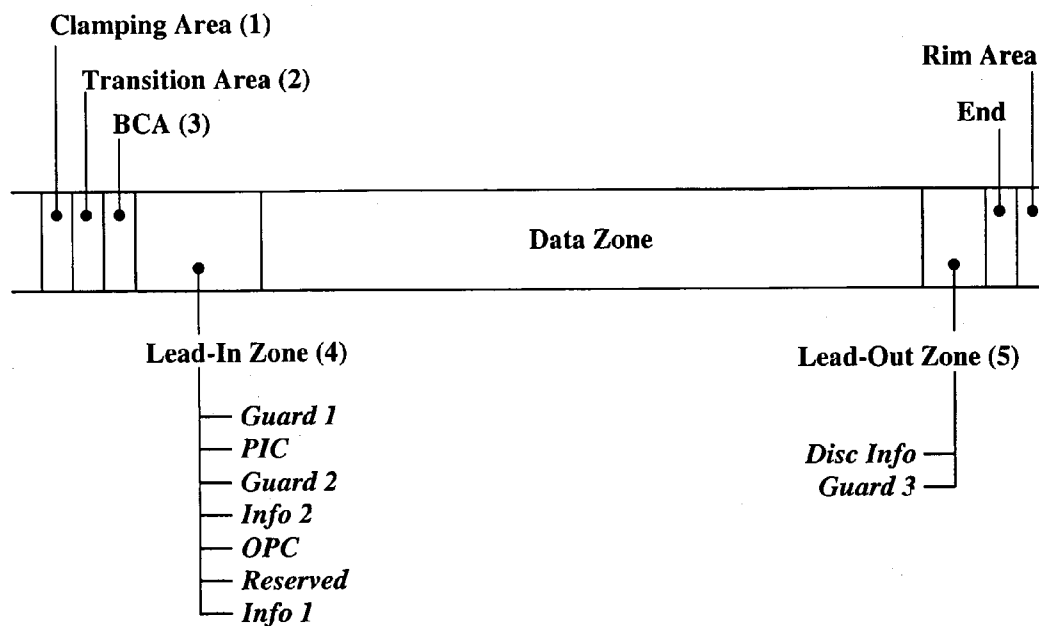 Clamping Area (1)
Rim Area
Transition Area (2)
End
BCA (3)
Data Zone
Lead-In Zone (4)
Lead-Out Zone (5)
Guard 1
PIC
Guard 2
Info 2
OPC
Reserved
Info 1
Disc Info
Guard 3